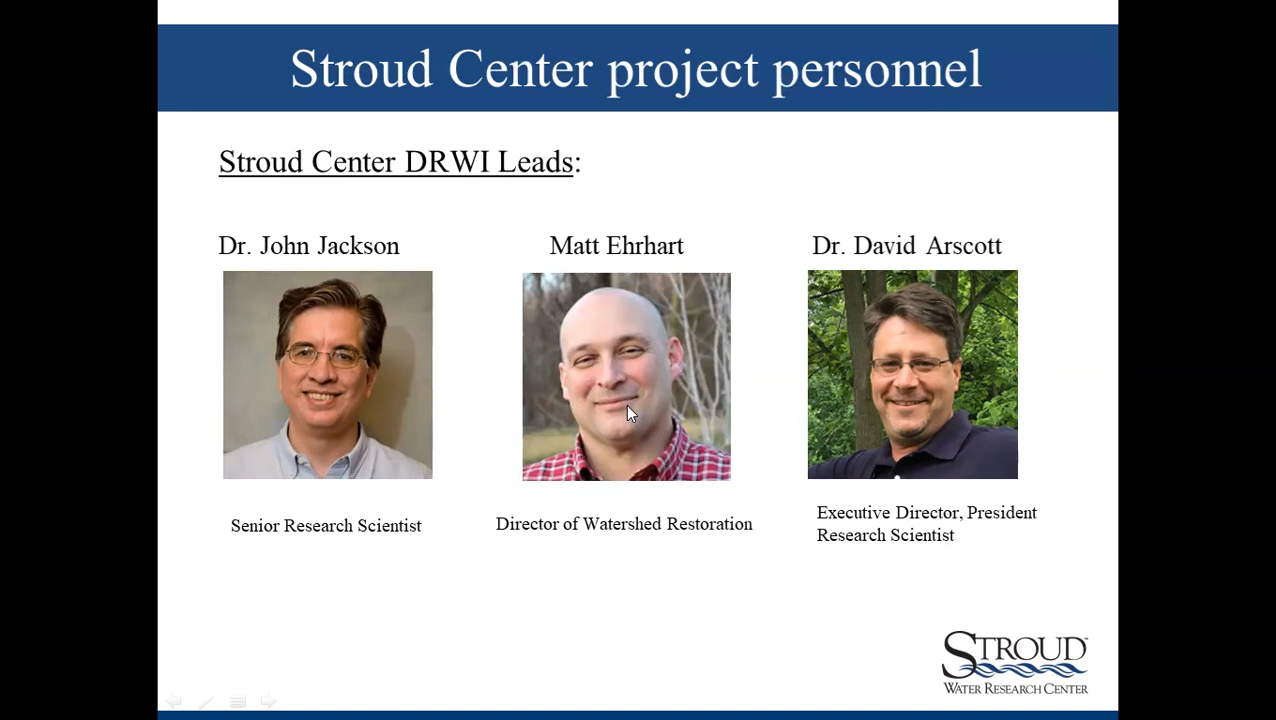 Stroud Center project personnel
Stroud Center DRWI Leads:
Dr. John Jackson
Matt Ehrhart
Dr. David Arscott
Senior Research Scientist
Director of Watershed Restoration
Executive Director, President
Research Scientist
STROUD™
WATER RESEARCH CENTER